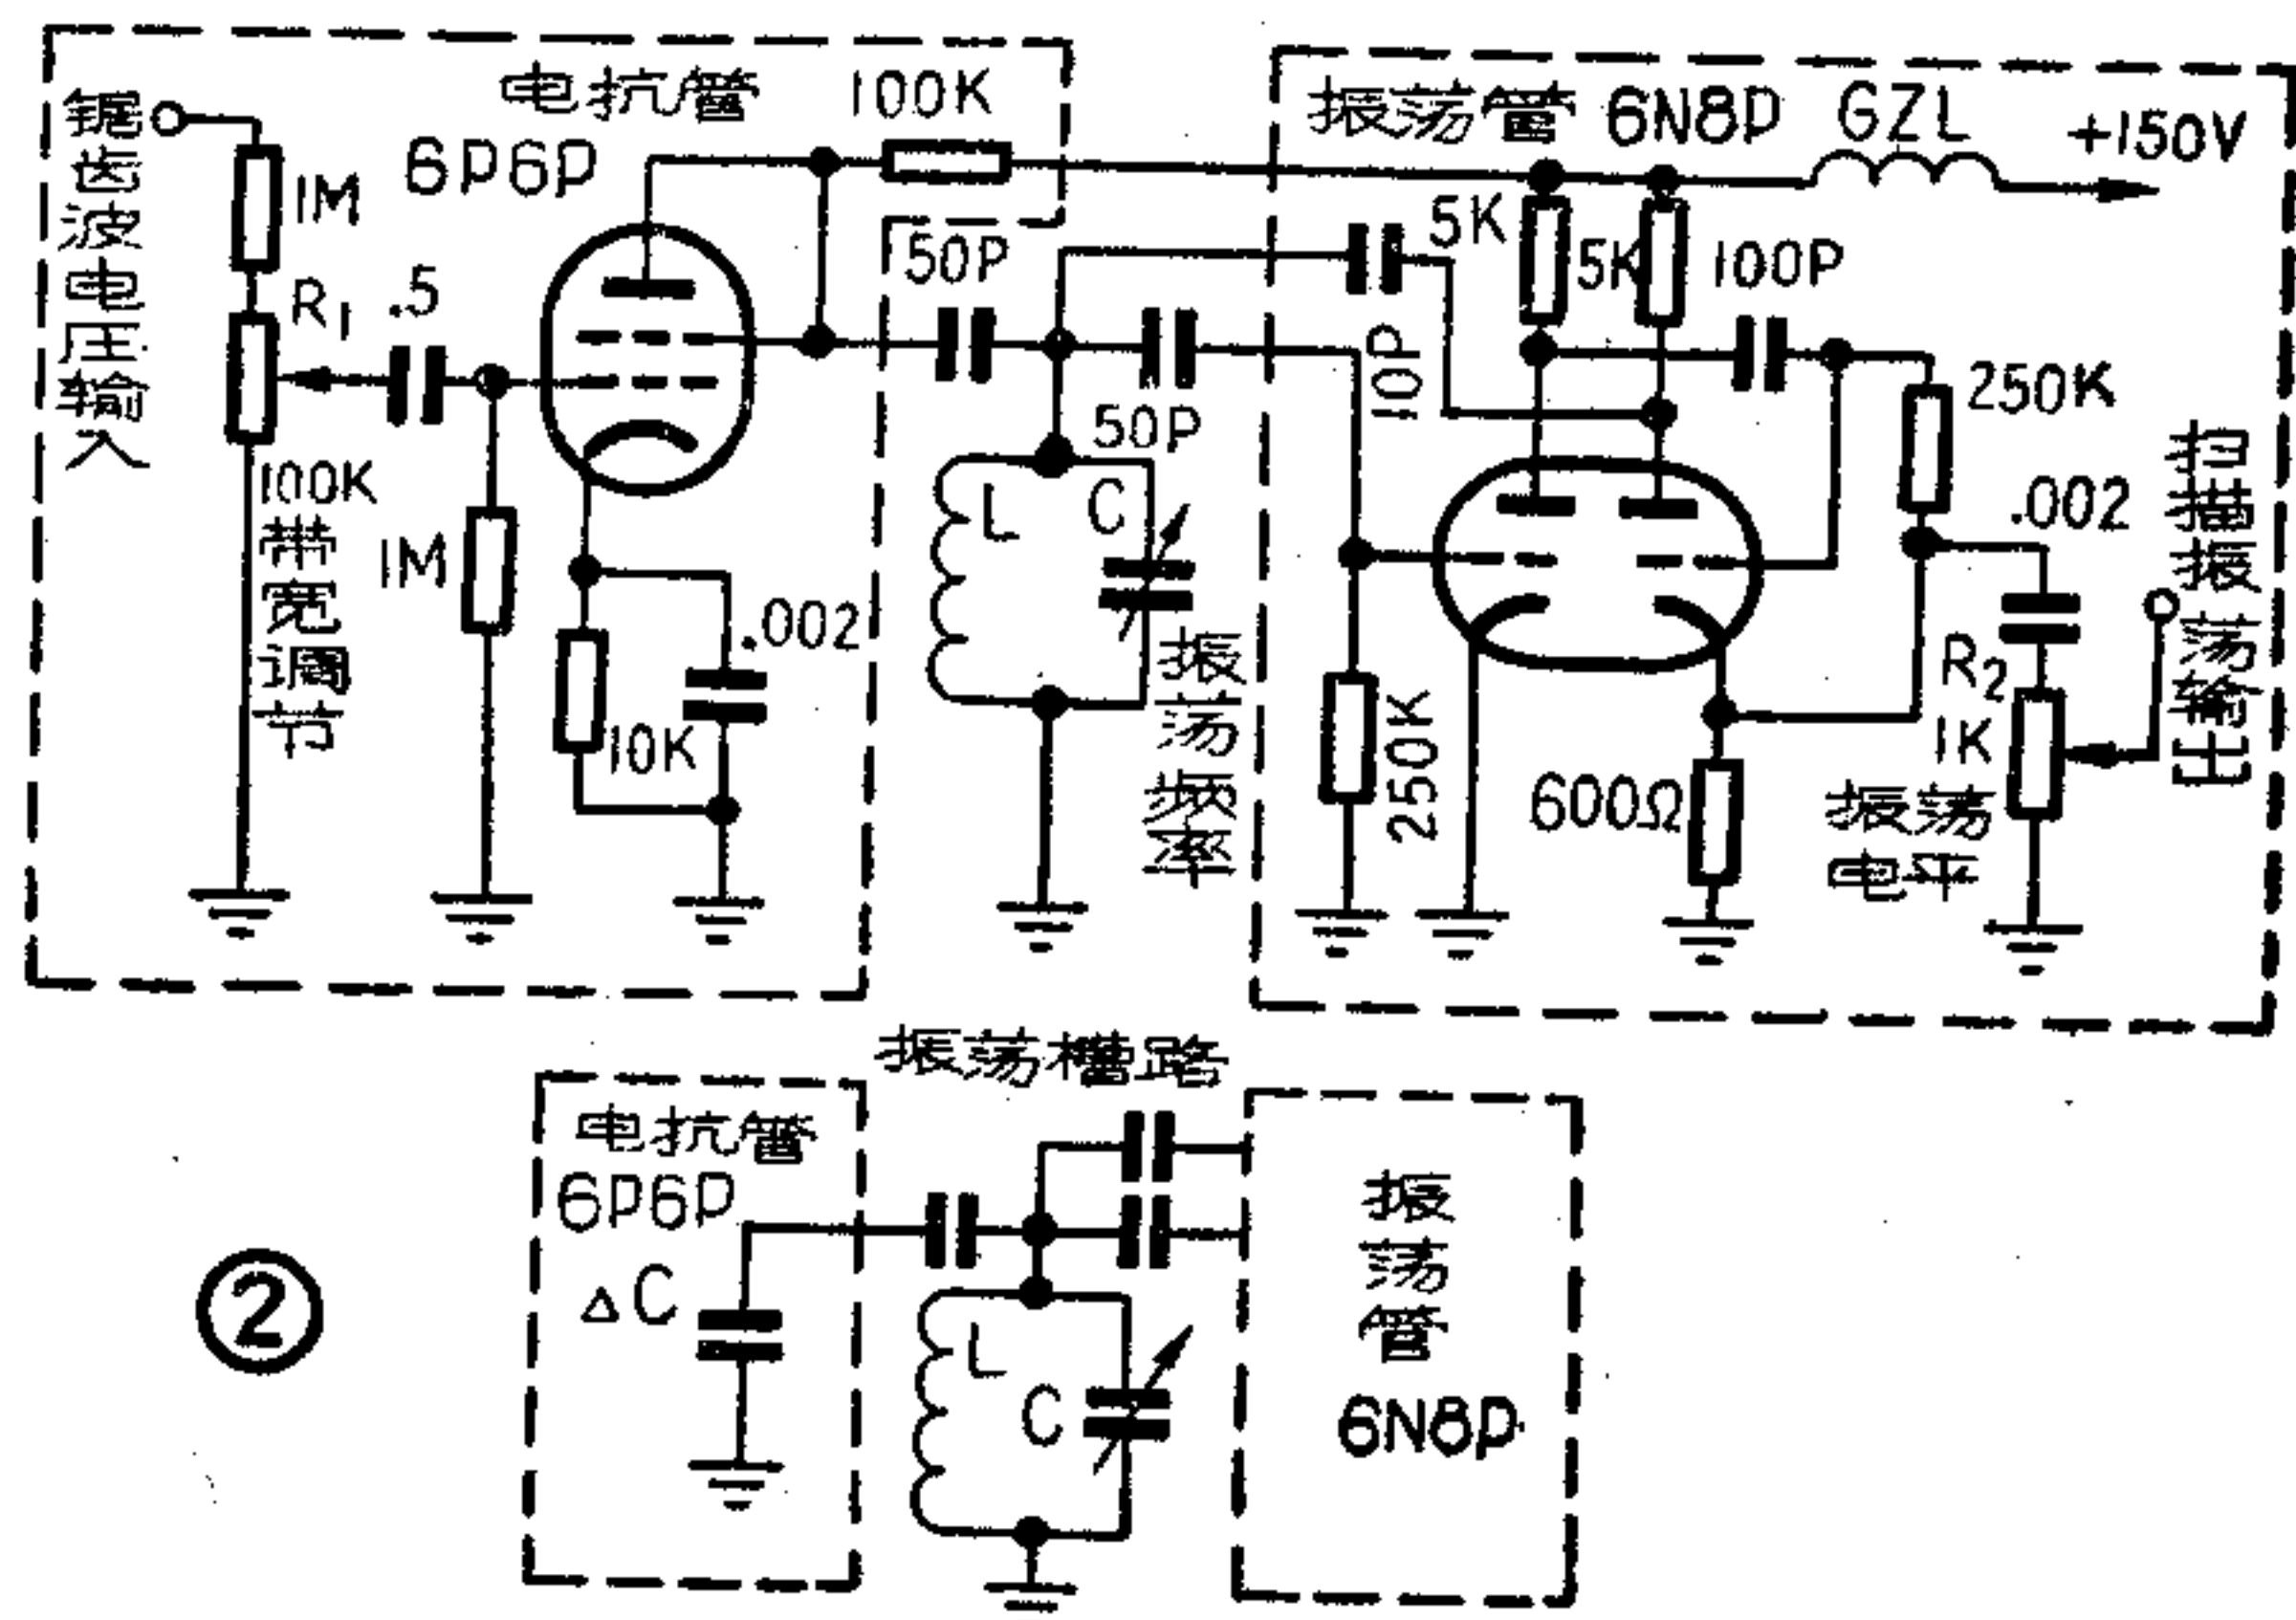 锯齿波电压输入
1M
R1
100K
带宽调节
.5
1M
电抗管
6P6P
100K
10K
.002
50P
50P
L
C
振荡频率
10P
振荡管 6N8P
GZL
+150V
5K
5K
100P
250K
.002
250K
600Ω
R2
1K
振荡
电平
扫描振荡输出
振荡槽路
电抗管
6P6P
△C
L
C
振荡管
6N8P
②